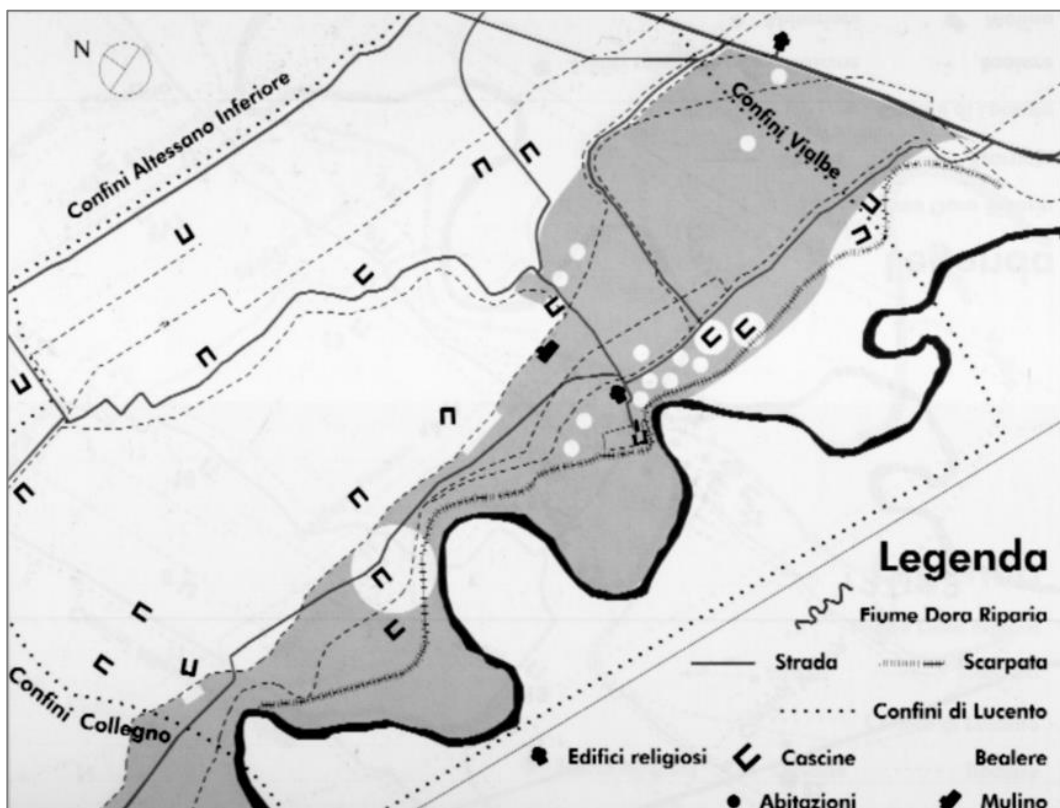 N
Confini Altessano Inferiore
Confini Vialbe
Confini Collegno
Legenda
Fiume Dora Riparia
Strada
Scarpata
Confini di Lucento
Edifici religiosi
Cascine
Bealere
Abitazioni
Mulino